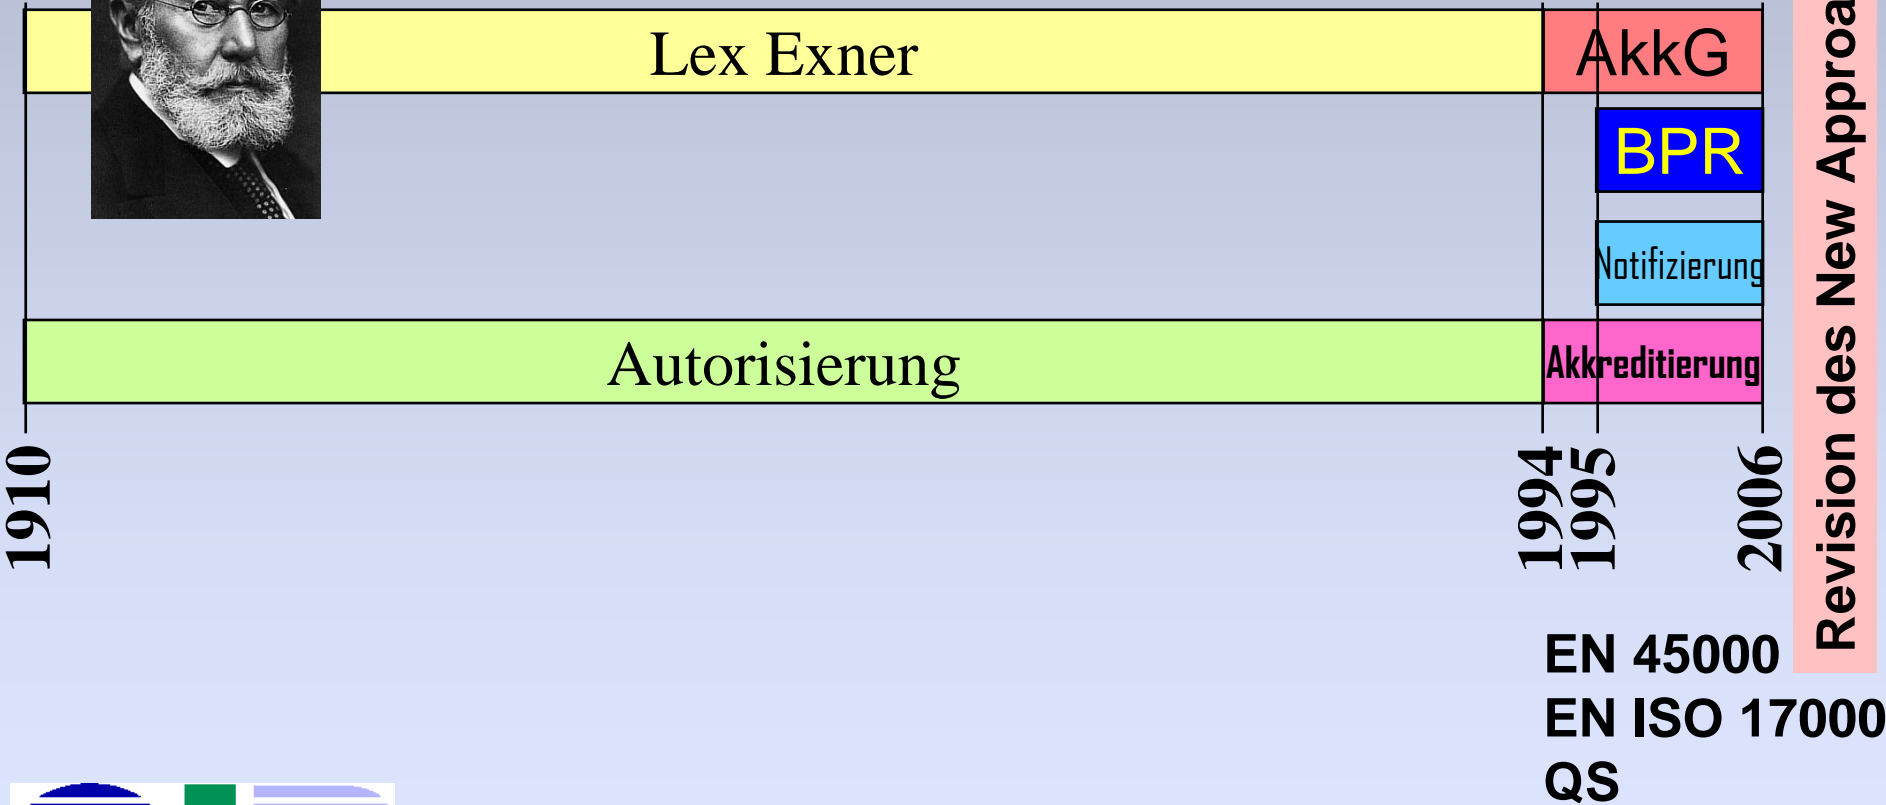 Lex Exner
AkkG
BPR
Notifizierung
Autorisierung
Akkreditierung
1910
1994
1995
2006
Revision des New Approa
EN 45000
EN ISO 17000
QS